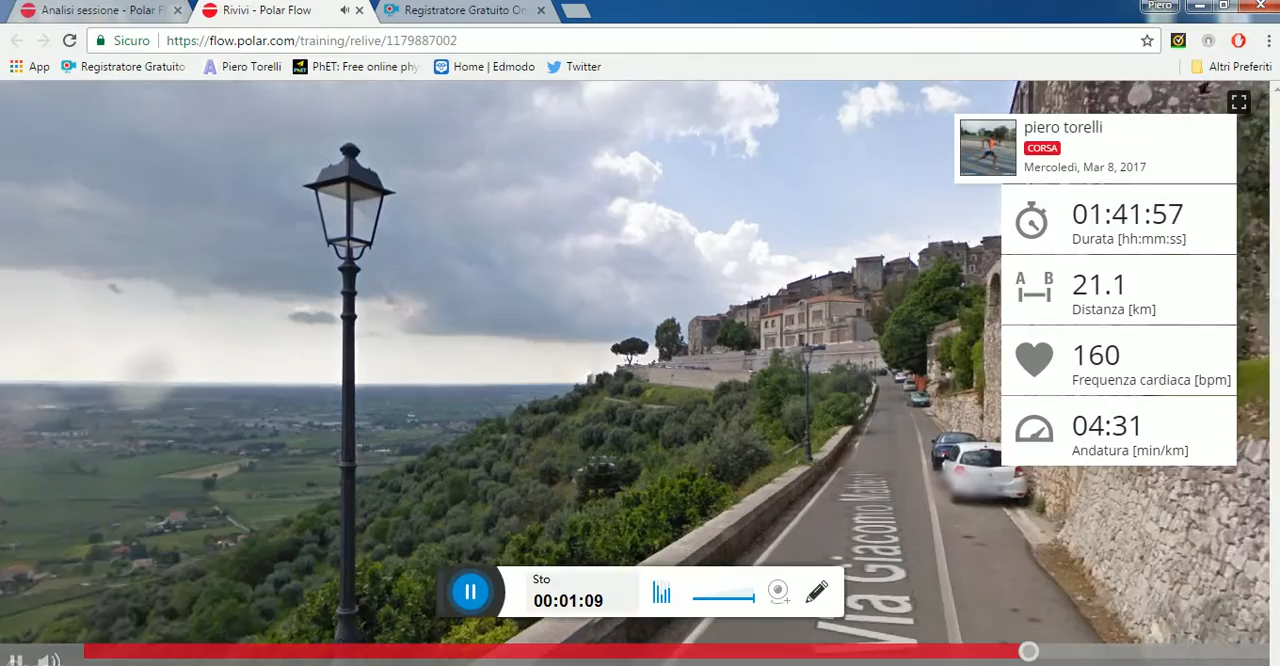 Analisi sessione - Polar F
Rivivi - Polar Flow
Registratore Gratuito On
Piero
Sicuro
https://flow.polar.com/training/relive/1179887002
App
Registratore Gratuito
Piero Torelli
PhET: Free online phy
Home | Edmodo
Twitter
Altri Preferiti
piero torelli
CORSA
Mercoledì, Mar 8, 2017
01:41:57
Durata [hh:mm:ss]
A B
21.1
Distanza [km]
160
Frequenza cardiaca [bpm]
04:31
Andatura [min/km]
Via Giacomo Matteo
Sto
00:01:09